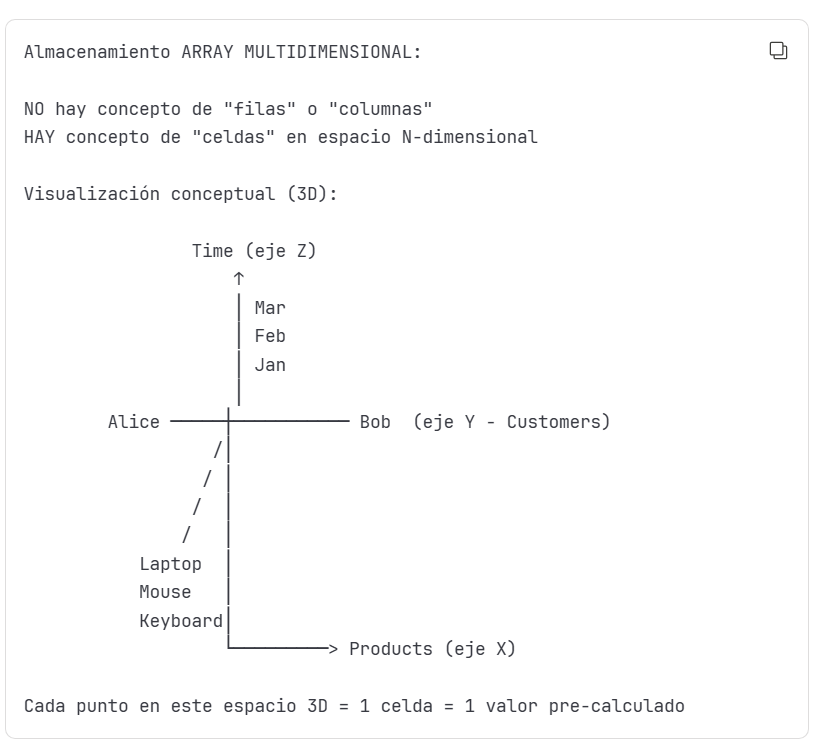 Almacenamiento ARRAY MULTIDIMENSIONAL:
NO hay concepto de "filas" o "columnas"
HAY concepto de "celdas" en espacio N-dimensional
Visualización conceptual (3D):
Time (eje Z)
Mar
Feb
Jan
Alice Bob (eje Y - Customers)
Laptop
Mouse
Keyboard
Products (eje X)
Cada punto en este espacio 3D = 1 celda = 1 valor pre-calculado